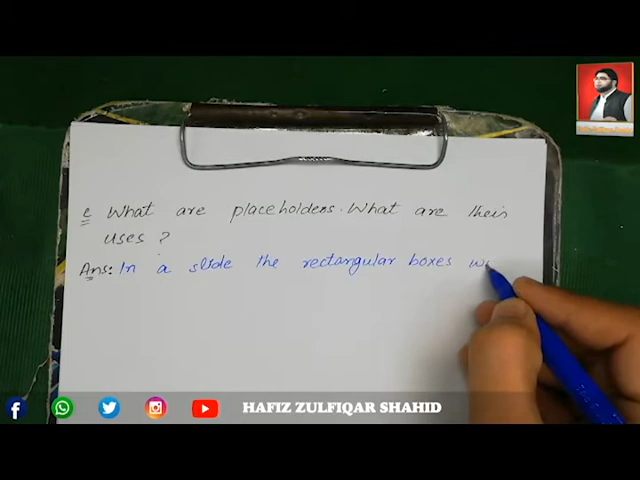 c What are placeholders. What are their
uses ?
Ans: In a slide the rectangular boxes
HAFIZ ZULFIQAR SHAHID